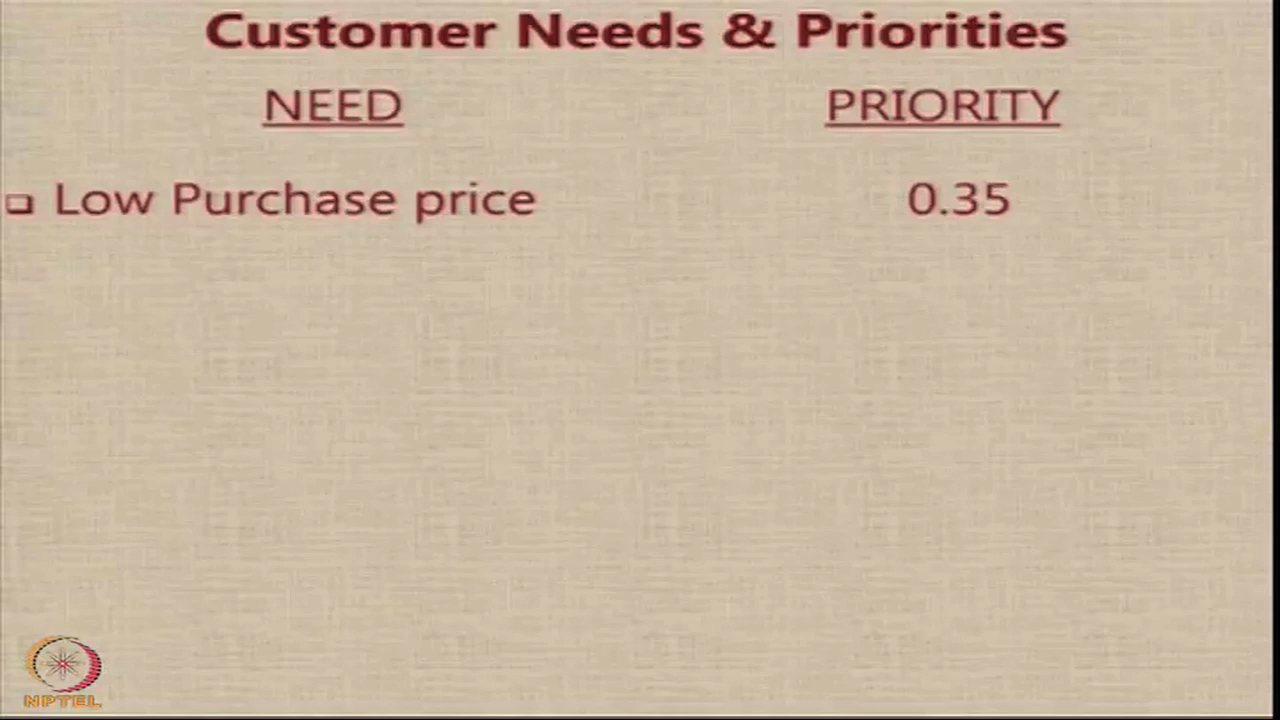 Customer Needs & Priorities
NEED PRIORITY
Low Purchase price 0.35
NPTEL